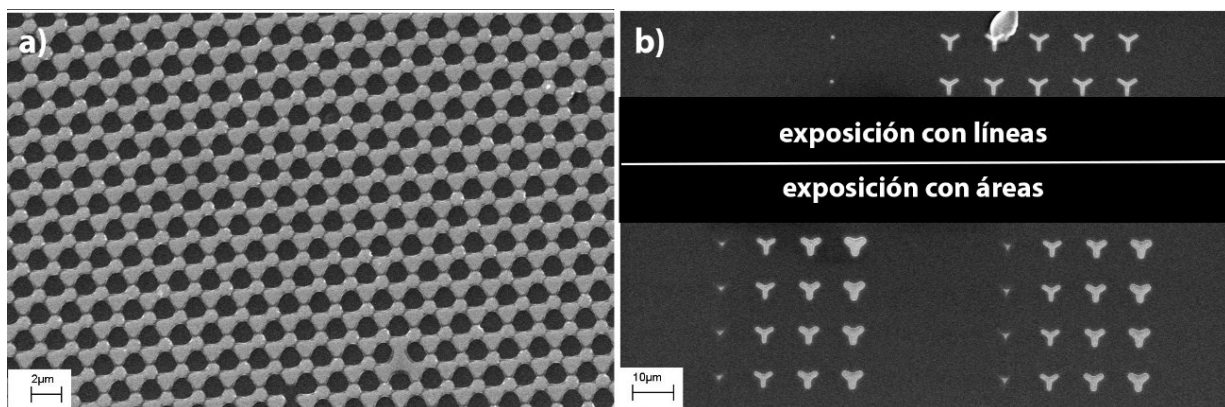 a)
2µm
b)
exposición con líneas
exposición con áreas
10µm